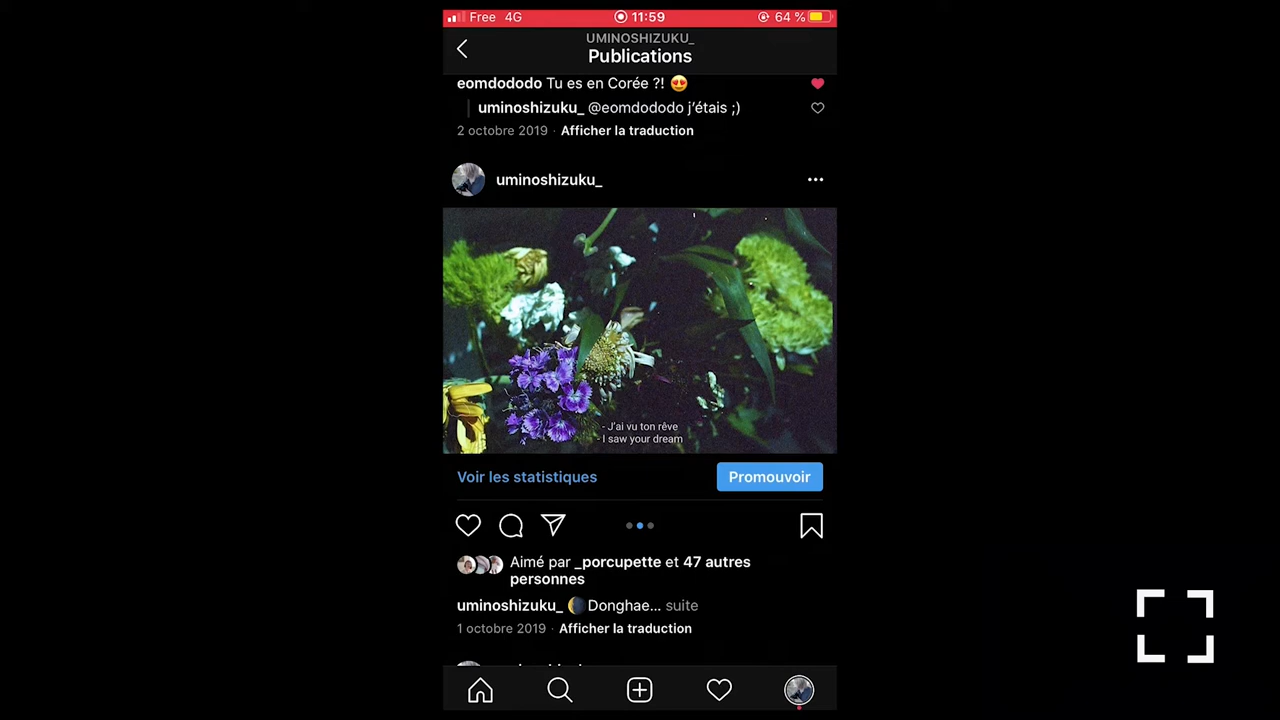 Free 4G 11:59 64 %
UMINOSHIZUKU_
Publications
eomdododo Tu es en Corée ?! 😍
uminoshizuku_ @eomdododo j'étais ;)
2 octobre 2019 · Afficher la traduction
uminoshizuku_
- J'ai vu ton rêve
- I saw your dream
Voir les statistiques
Promouvoir
Aimé par _porcupette et 47 autres
personnes
uminoshizuku_ 🌘Donghae... suite
1 octobre 2019 · Afficher la traduction